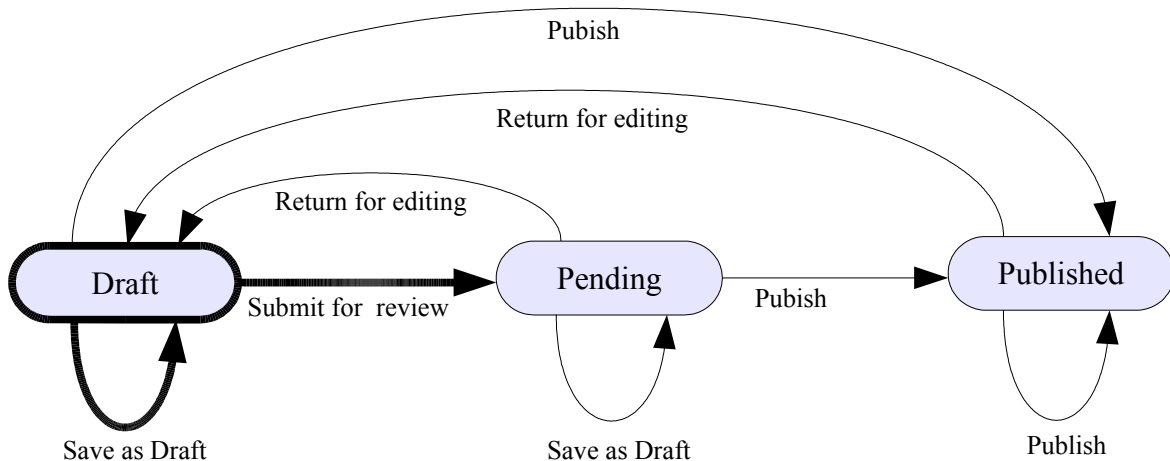 Pubish
Return for editing
Return for editing
Draft
Pending
Published
Submit for  review
Pubish
Save as Draft
Save as Draft
Publish